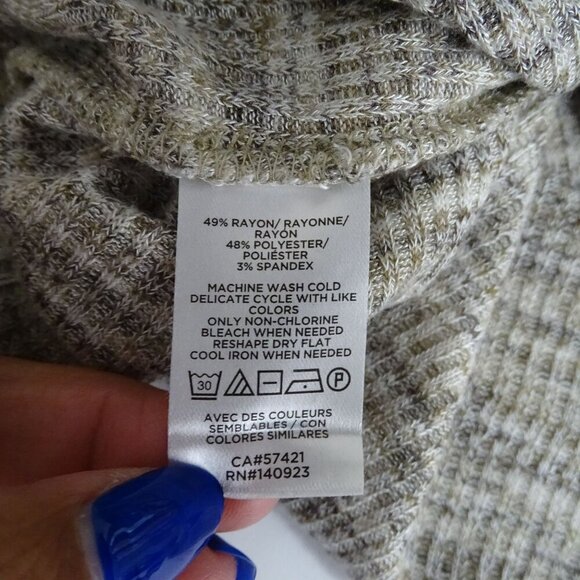 49% RAYON/ RAYONNE/
RAYÓN
48% POLYESTER/
POLIÉSTER
3% SPANDEX
MACHINE WASH COLD
DELICATE CYCLE WITH LIKE
COLORS
ONLY NON-CHLORINE
BLEACH WHEN NEEDED
RESHAPE DRY FLAT
COOL IRON WHEN NEEDED
30 P
AVEC DES COULEURS
SEMBLABLES / CON
COLORES SIMILARES
CA#57421
RN#140923